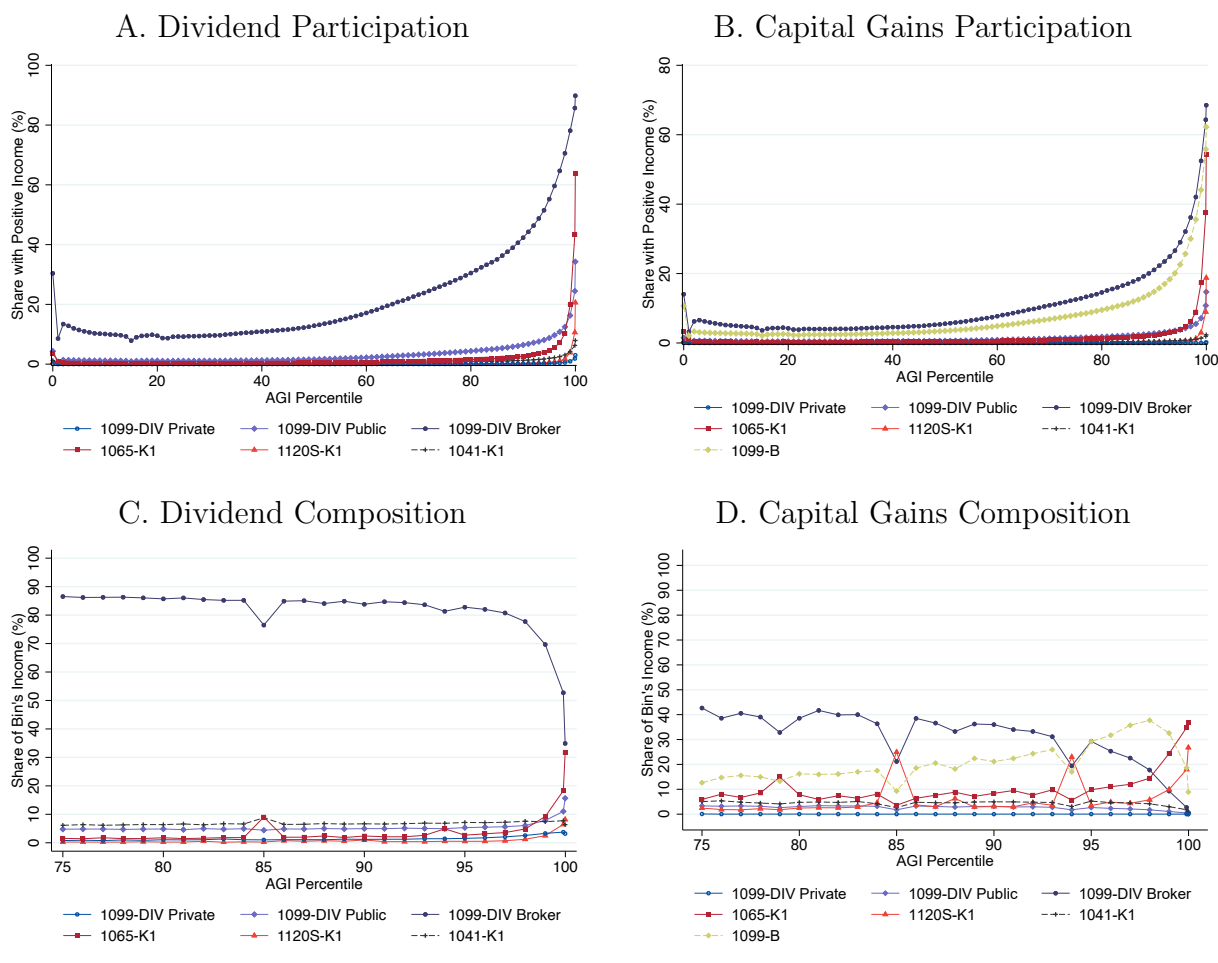 A. Dividend Participation
Share with Positive Income (%)
100
80
60
40
20
0
0 20 40 60 80 100
AGI Percentile
1099-DIV Private 1099-DIV Public 1099-DIV Broker
1065-K1 1120S-K1 1041-K1
B. Capital Gains Participation
Share with Positive Income (%)
80
60
40
20
0
0 20 40 60 80 100
AGI Percentile
1099-DIV Private 1099-DIV Public 1099-DIV Broker
1065-K1 1120S-K1 1041-K1
1099-B
C. Dividend Composition
Share of Bin's Income (%)
100
90
80
70
60
50
40
30
20
10
0
75 80 85 90 95 100
AGI Percentile
1099-DIV Private 1099-DIV Public 1099-DIV Broker
1065-K1 1120S-K1 1041-K1
D. Capital Gains Composition
Share of Bin's Income (%)
100
90
80
70
60
50
40
30
20
10
0
75 80 85 90 95 100
AGI Percentile
1099-DIV Private 1099-DIV Public 1099-DIV Broker
1065-K1 1120S-K1 1041-K1
1099-B